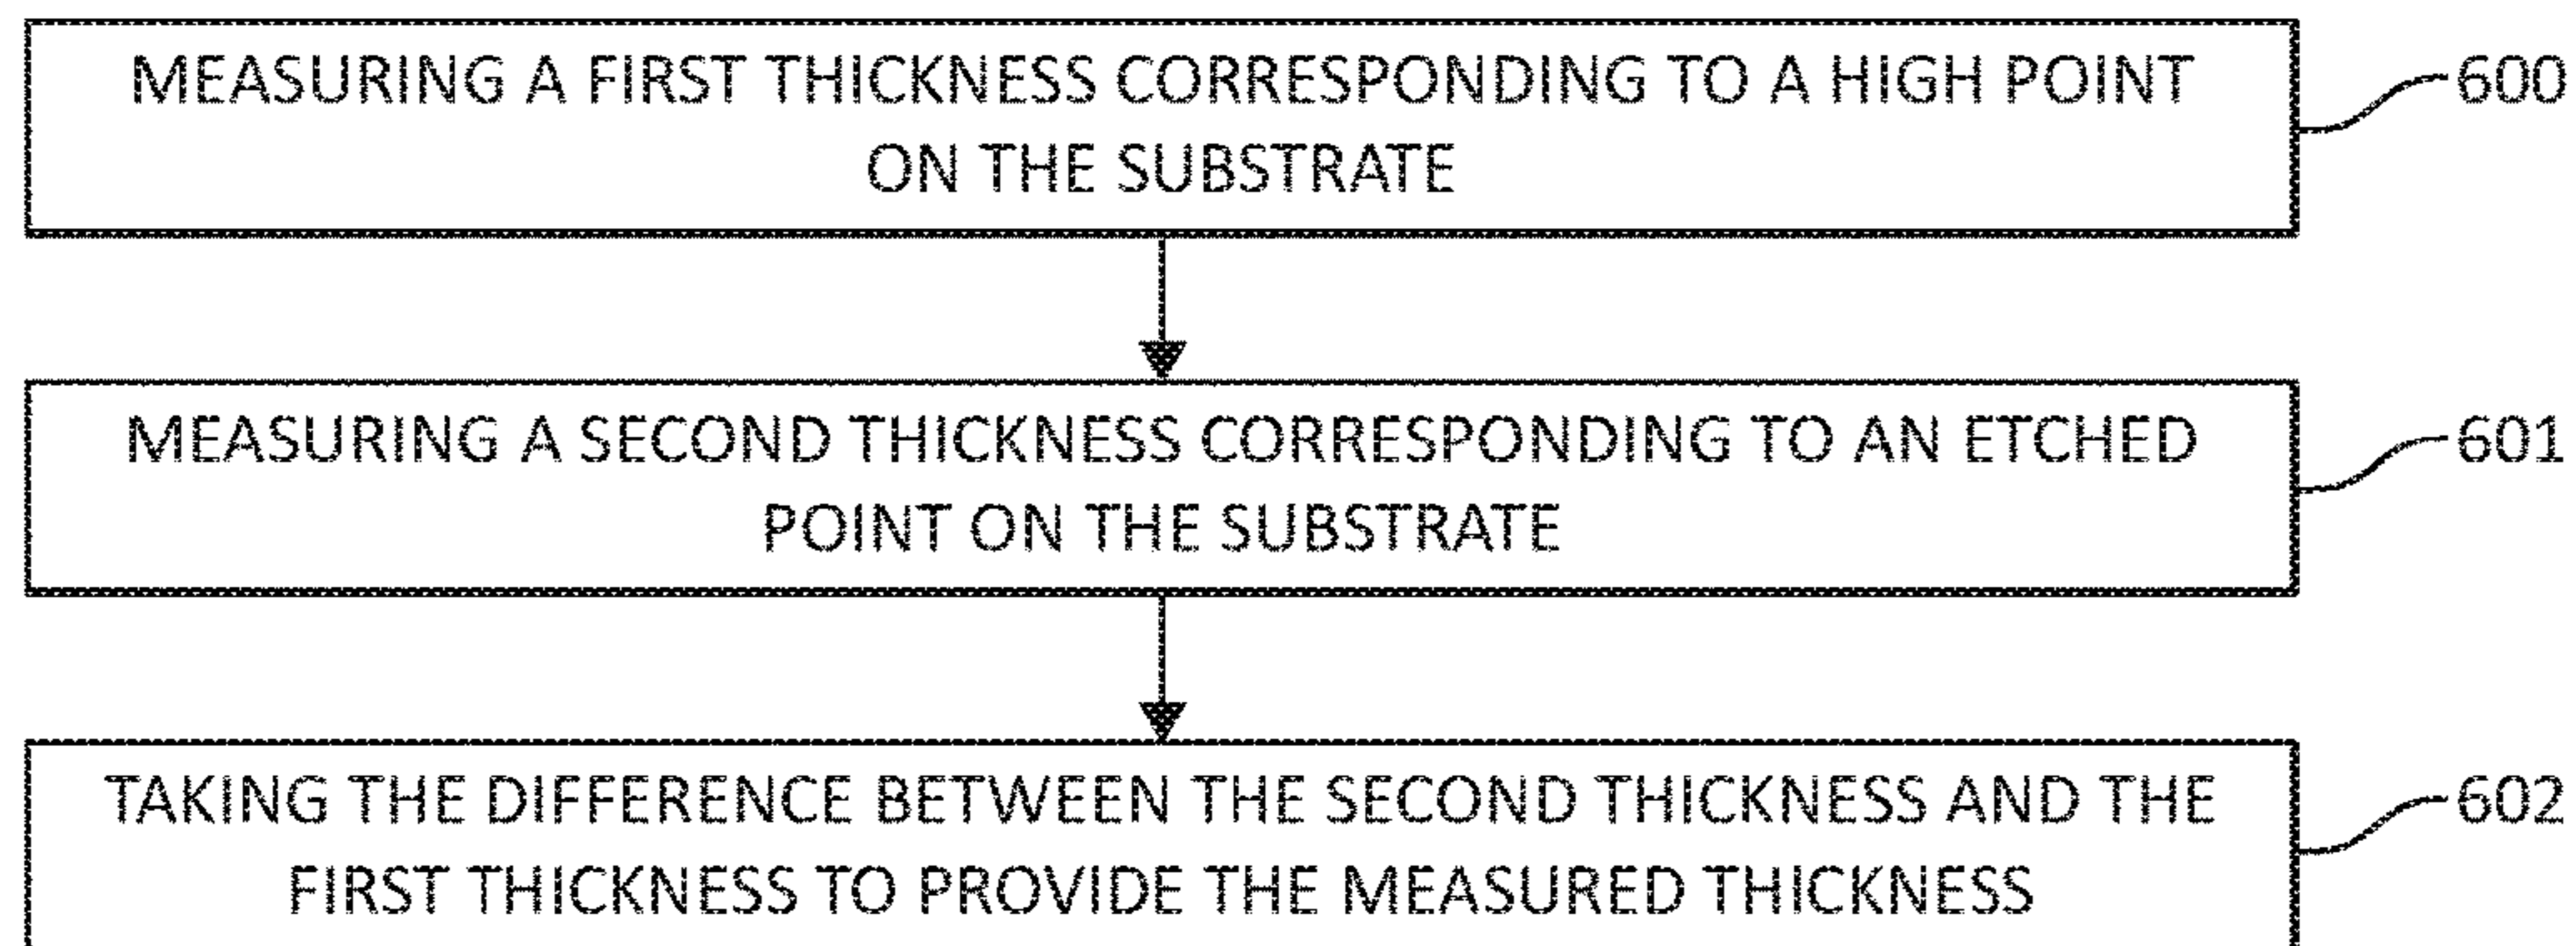 MEASURING A FIRST THICKNESS CORRESPONDING TO A HIGH POINT
ON THE SUBSTRATE
600
MEASURING A SECOND THICKNESS CORRESPONDING TO AN ETCHED
POINT ON THE SUBSTRATE
601
TAKING THE DIFFERENCE BETWEEN THE SECOND THICKNESS AND THE
FIRST THICKNESS TO PROVIDE THE MEASURED THICKNESS
602